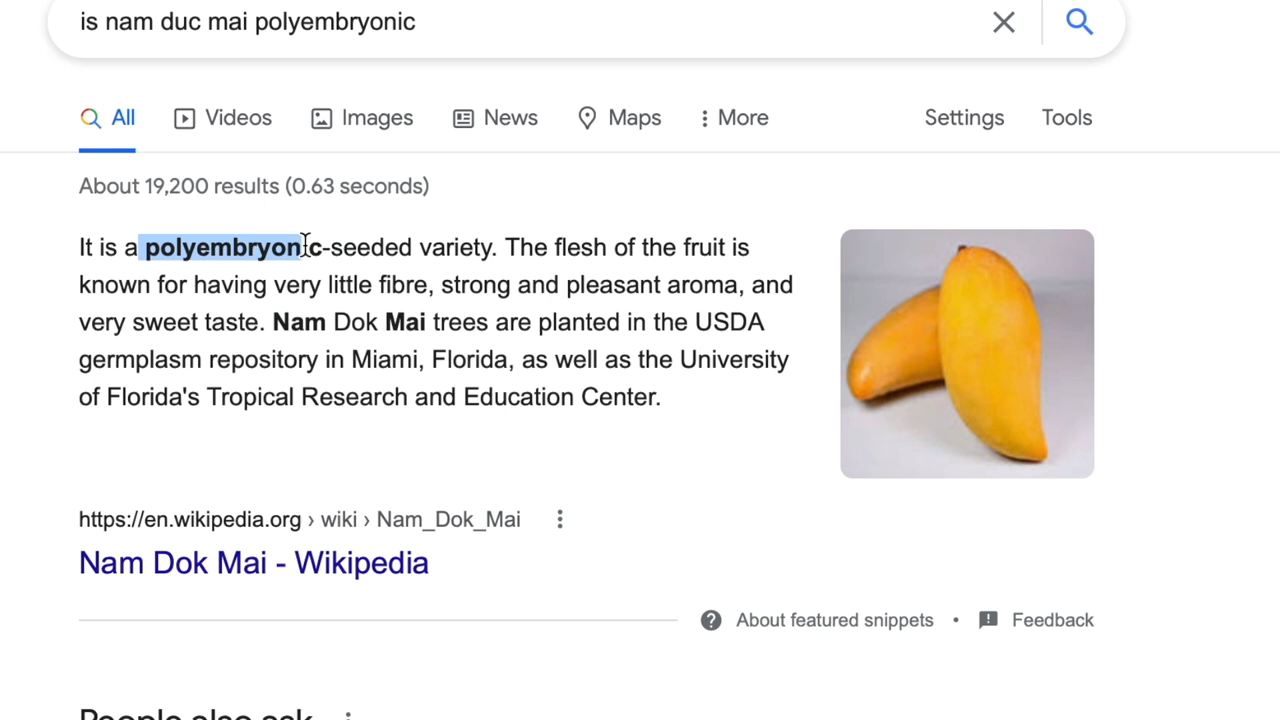 is nam duc mai polyembryonic
All Videos Images News Maps More Settings Tools
About 19,200 results (0.63 seconds)
It is a polyembryonic-seeded variety. The flesh of the fruit is
known for having very little fibre, strong and pleasant aroma, and
very sweet taste. Nam Dok Mai trees are planted in the USDA
germplasm repository in Miami, Florida, as well as the University
of Florida's Tropical Research and Education Center.
https://en.wikipedia.org › wiki › Nam_Dok_Mai
Nam Dok Mai - Wikipedia
About featured snippets • Feedback
People also ask